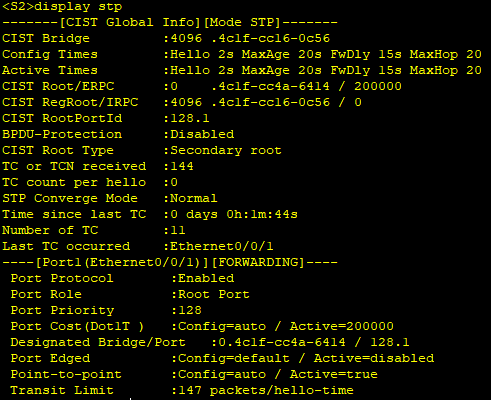 <S2>display stp
-------[CIST Global Info][Mode STP]-------
CIST Bridge         :4096 .4c1f-cc16-0c56
Config Times        :Hello 2s MaxAge 20s FwDly 15s MaxHop 20
Active Times        :Hello 2s MaxAge 20s FwDly 15s MaxHop 20
CIST Root/ERPC      :0    .4c1f-cc4a-6414 / 200000
CIST RegRoot/IRPC   :4096 .4c1f-cc16-0c56 / 0
CIST RootPortId     :128.1
BPDU-Protection     :Disabled
CIST Root Type      :Secondary root
TC or TCN received  :144
TC count per hello  :0
STP Converge Mode   :Normal
Time since last TC  :0 days 0h:1m:44s
Number of TC        :11
Last TC occurred    :Ethernet0/0/1
----[Port1(Ethernet0/0/1)][FORWARDING]----
 Port Protocol       :Enabled
 Port Role           :Root Port
 Port Priority       :128
 Port Cost(Dot1T )   :Config=auto / Active=200000
 Designated Bridge/Port   :0.4c1f-cc4a-6414 / 128.1
 Port Edged          :Config=default / Active=disabled
 Point-to-point      :Config=auto / Active=true
 Transit Limit       :147 packets/hello-time